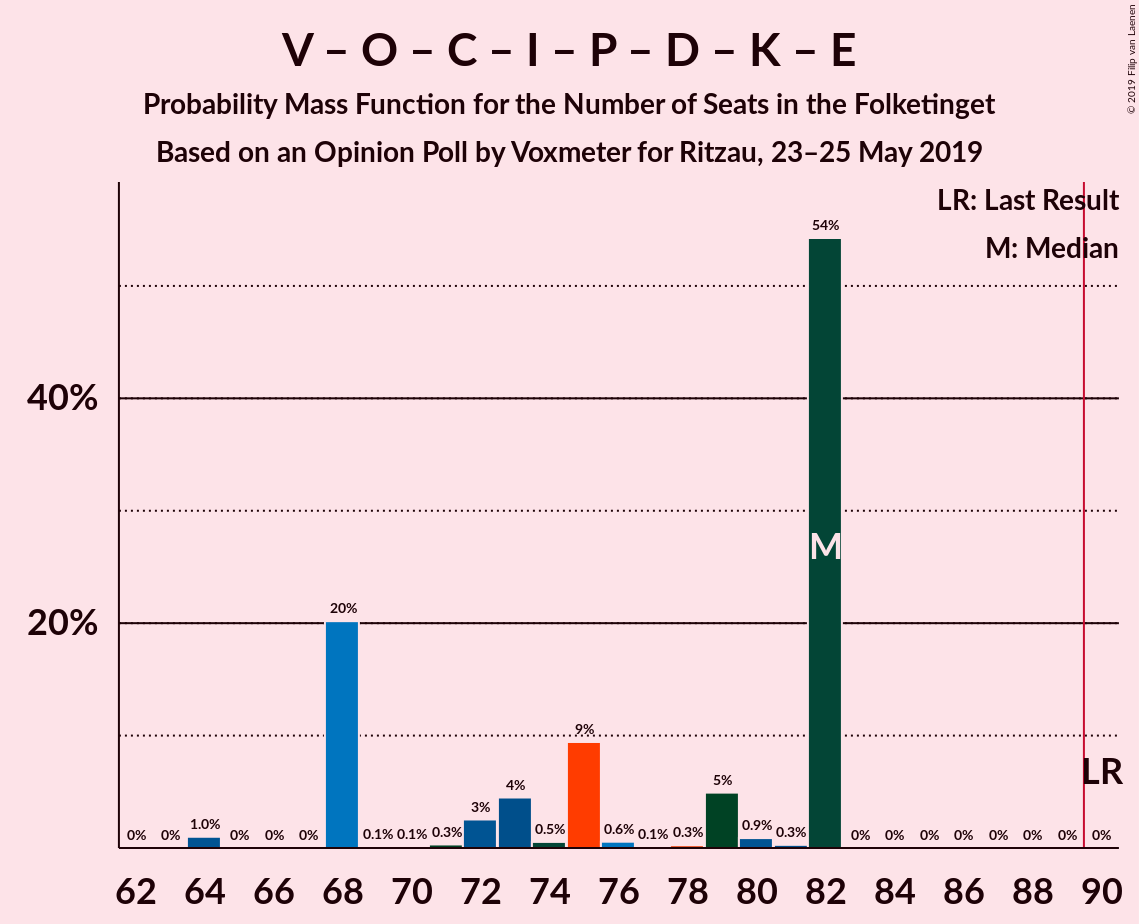 V – O – C – I – P – D – K – E
Probability Mass Function for the Number of Seats in the Folketinget
Based on an Opinion Poll by Voxmeter for Ritzau, 23–25 May 2019
© 2019 Filip van Laenen
LR: Last Result
M: Median
54%
40%
M
20%
20%
9%
LR
5%
4%
3%
0% 0% 1.0% 0% 0% 0% 0.1% 0.1% 0.3% 0.5% 0.6% 0.1% 0.3% 0.9% 0.3% 0% 0% 0% 0% 0% 0% 0% 0%
62 64 66 68 70 72 74 76 78 80 82 84 86 88 90